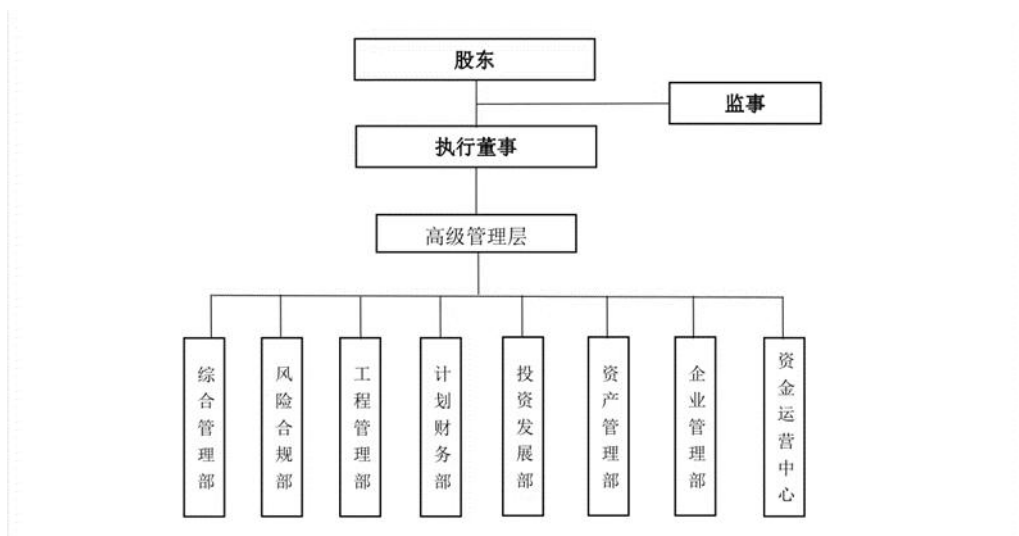 股东
监事
执行董事
高级管理层
综合管理部
风险合规部
工程管理部
计划财务部
投资发展部
资产管理部
企业管理部
资金运营中心